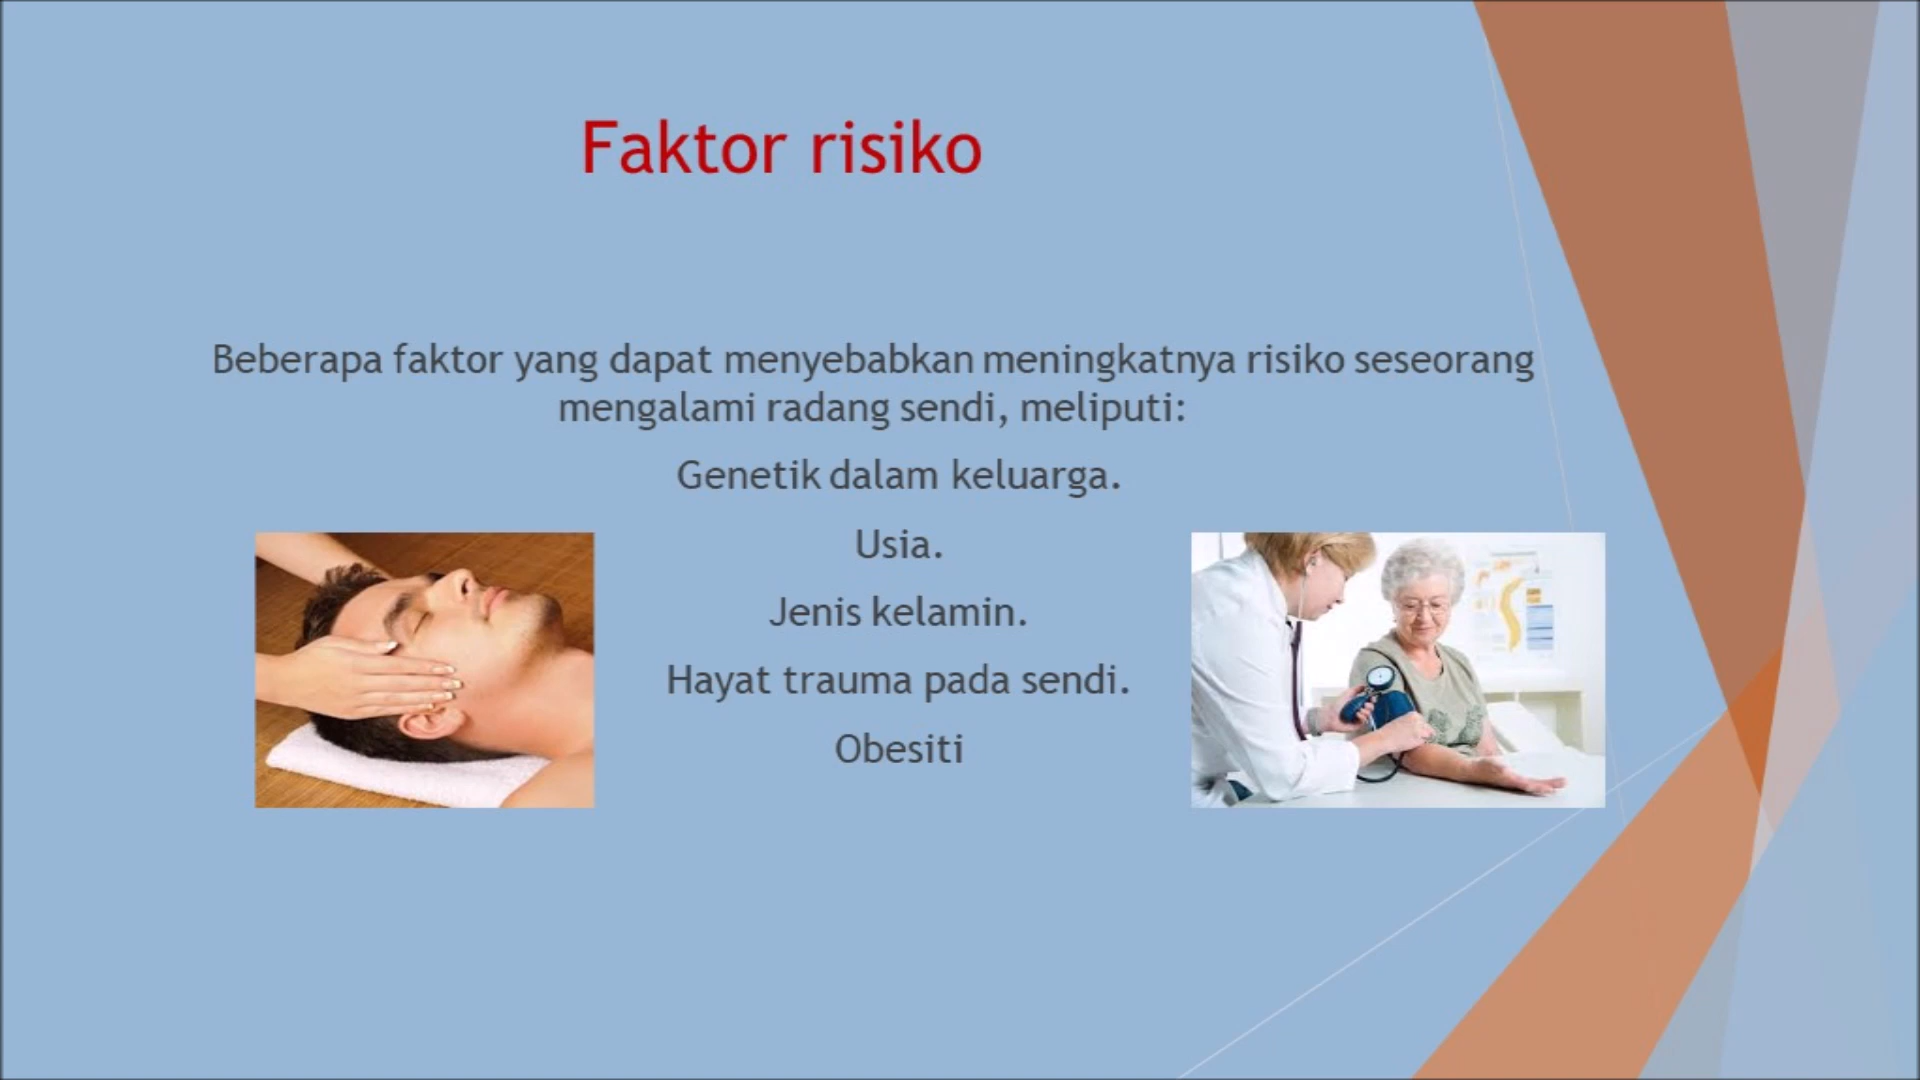 Faktor risiko
Beberapa faktor yang dapat menyebabkan meningkatnya risiko seseorang
mengalami radang sendi, meliputi:
Genetik dalam keluarga.
Usia.
Jenis kelamin.
Hayat trauma pada sendi.
Obesiti